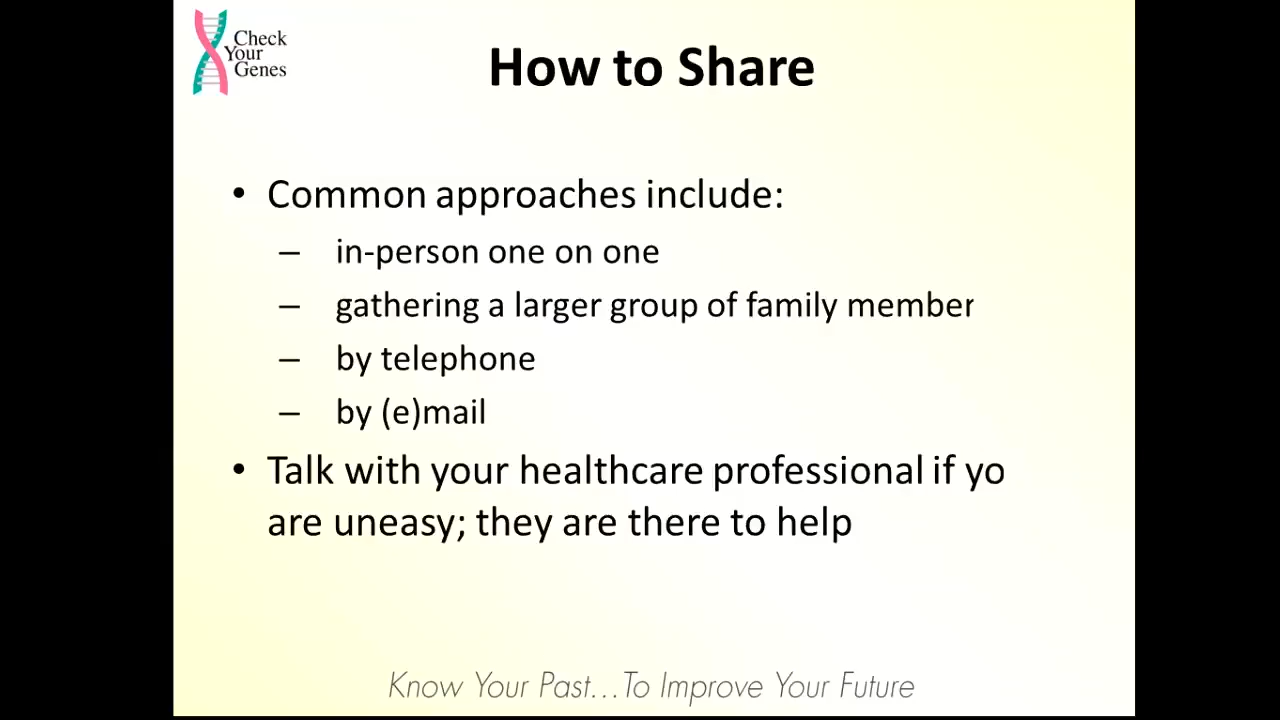 Check
Your
Genes
How to Share
• Common approaches include:
– in-person one on one
– gathering a larger group of family member
– by telephone
– by (e)mail
• Talk with your healthcare professional if yo
are uneasy; they are there to help
Know Your Past...To Improve Your Future